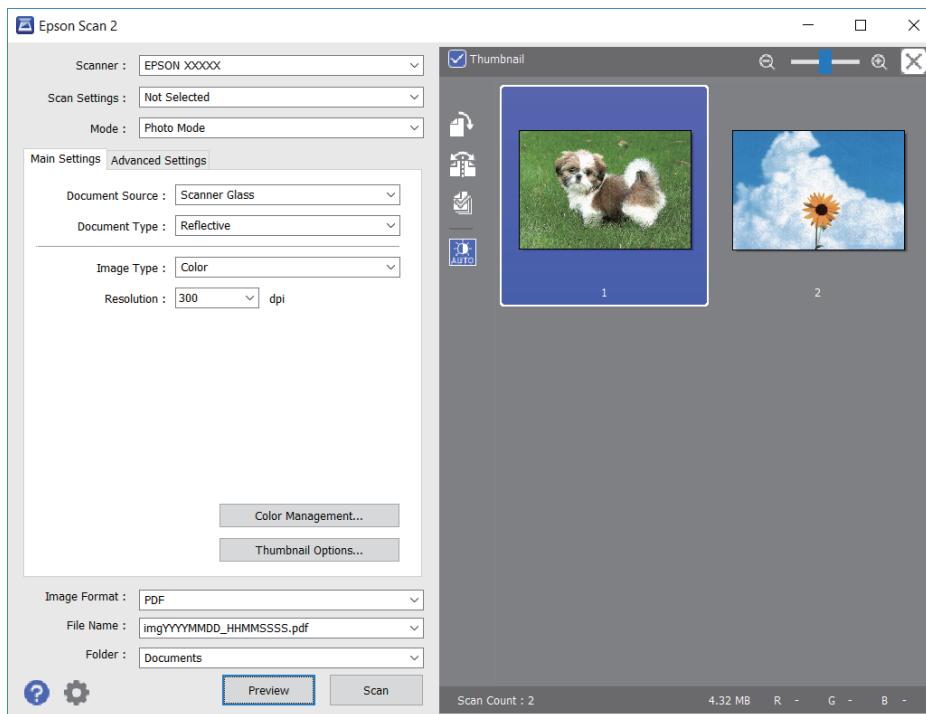 Epson Scan 2
Scanner : EPSON XXXXX
Scan Settings : Not Selected
Mode : Photo Mode
Main Settings Advanced Settings
Document Source : Scanner Glass
Document Type : Reflective
Image Type : Color
Resolution : 300 dpi
Color Management...
Thumbnail Options...
Image Format : PDF
File Name : imgYYYYMMDD_HHMMSSSS.pdf
Folder : Documents
? Preview Scan
Thumbnail
AUTO
1 2
Scan Count : 2 4.32 MB R - G - B -